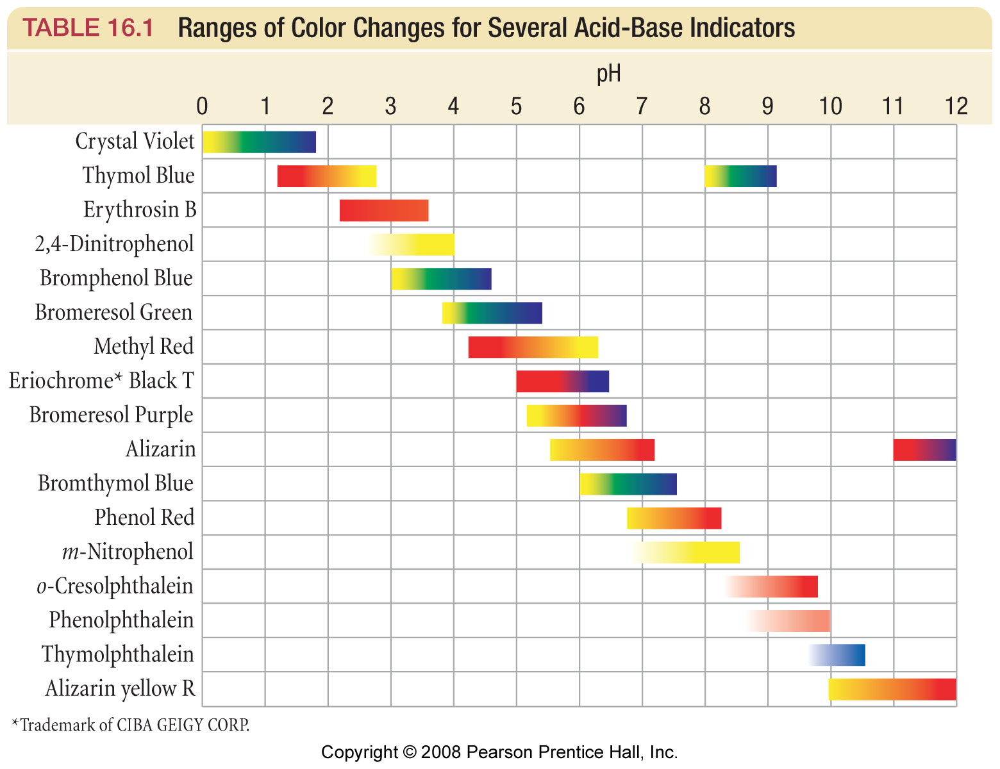 TABLE 16.1 Ranges of Color Changes for Several Acid-Base Indicators
pH
0 1 2 3 4 5 6 7 8 9 10 11 12
Crystal Violet
Thymol Blue
Erythrosin B
2,4-Dinitrophenol
Bromphenol Blue
Bromeresol Green
Methyl Red
Eriochrome* Black T
Bromeresol Purple
Alizarin
Bromthymol Blue
Phenol Red
m-Nitrophenol
o-Cresolphthalein
Phenolphthalein
Thymolphthalein
Alizarin yellow R
*Trademark of CIBA GEIGY CORP.
Copyright © 2008 Pearson Prentice Hall, Inc.